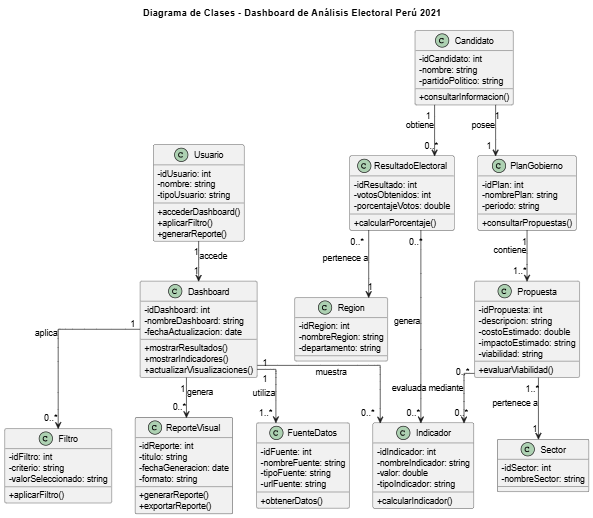 Diagrama de Clases - Dashboard de Análisis Electoral Perú 2021
C Candidato
-idCandidato: int
-nombre: string
-partidoPolitico: string
+consultarInformacion()
1
obtiene
0..*
1
posee
1
C Usuario
-idUsuario: int
-nombre: string
-tipoUsuario: string
+accederDashboard()
+aplicarFiltro()
+generarReporte()
C ResultadoElectoral
-idResultado: int
-votosObtenidos: int
-porcentajeVotos: double
+calcularPorcentaje()
C PlanGobierno
-idPlan: int
-nombrePlan: string
-periodo: string
+consultarPropuestas()
1
accede
1
0..*
pertenece a
1
0..*
genera
0..*
1
contiene
1..*
C Dashboard
-idDashboard: int
-nombreDashboard: string
-fechaActualizacion: date
+mostrarResultados()
+mostrarIndicadores()
+actualizarVisualizaciones()
C Region
-idRegion: int
-nombreRegion: string
-departamento: string
C Propuesta
-idPropuesta: int
-descripcion: string
-costoEstimado: double
-impactoEstimado: string
-viabilidad: string
+evaluarViabilidad()
1
aplica
0..*
1
genera
0..*
1
utiliza
1..*
1
muestra
0..*
0..*
evaluada mediante
0..*
1..*
pertenece a
1
C Filtro
-idFiltro: int
-criterio: string
-valorSeleccionado: string
+aplicarFiltro()
C ReporteVisual
-idReporte: int
-titulo: string
-fechaGeneracion: date
-formato: string
+generarReporte()
+exportarReporte()
C FuenteDatos
-idFuente: int
-nombreFuente: string
-tipoFuente: string
-urlFuente: string
+obtenerDatos()
C Indicador
-idIndicador: int
-nombreIndicador: string
-valor: double
-tipoIndicador: string
+calcularIndicador()
C Sector
-idSector: int
-nombreSector: string